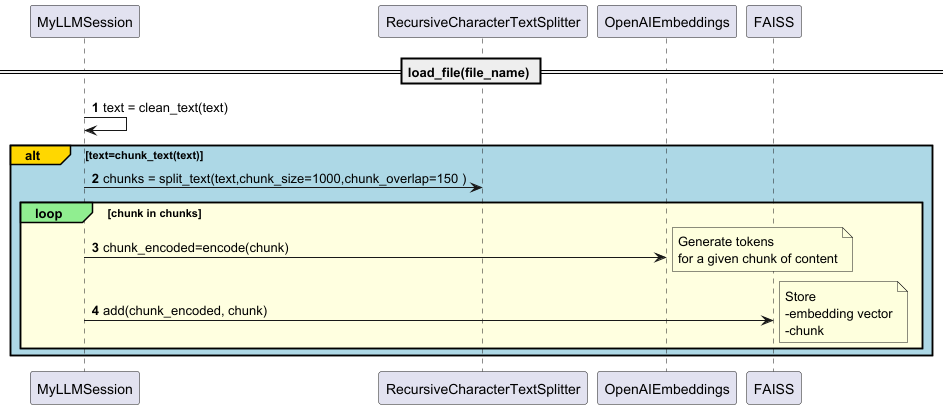 MyLLMSession RecursiveCharacterTextSplitter OpenAIEmbeddings FAISS
load_file(file_name)
1 text = clean_text(text)
alt [text=chunk_text(text)]
2 chunks = split_text(text,chunk_size=1000,chunk_overlap=150 )
loop [chunk in chunks]
3 chunk_encoded=encode(chunk)
Generate tokens
for a given chunk of content
4 add(chunk_encoded, chunk)
Store
-embedding vector
-chunk
MyLLMSession RecursiveCharacterTextSplitter OpenAIEmbeddings FAISS